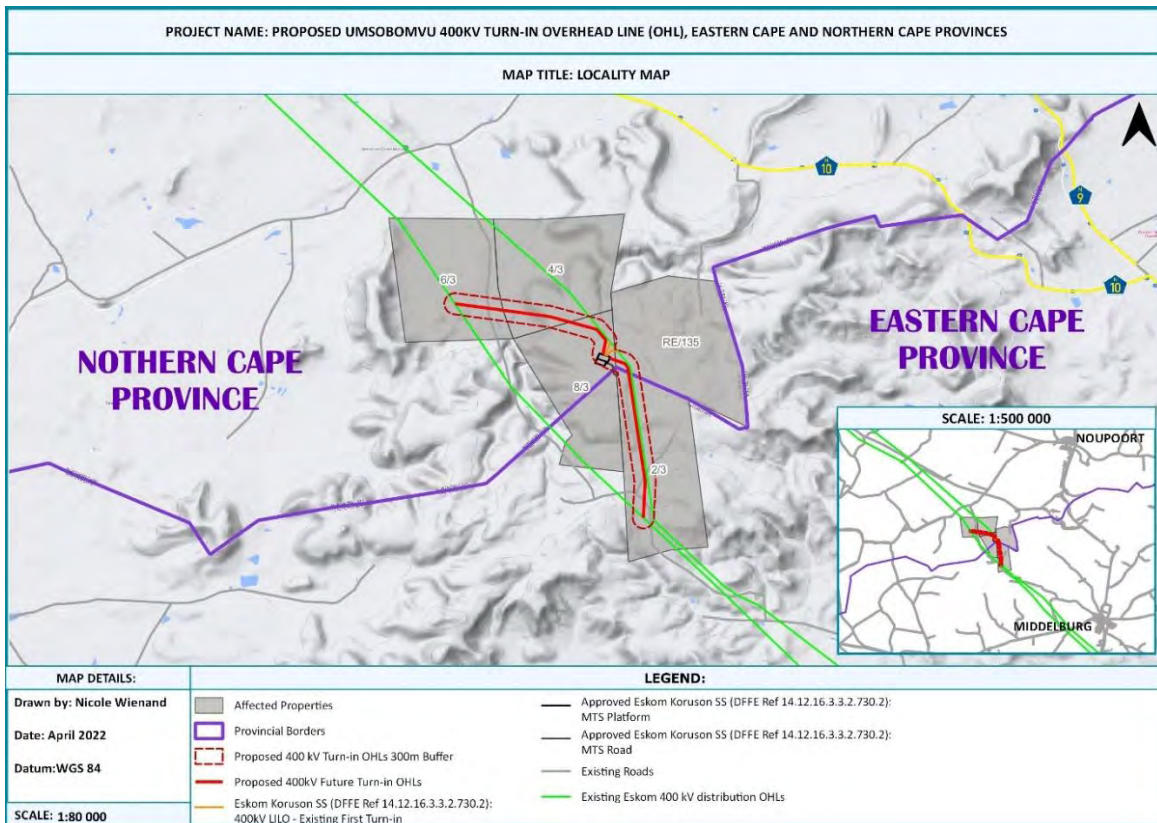 PROJECT NAME: PROPOSED UMSOBOMVU 400KV TURN-IN OVERHEAD LINE (OHL), EASTERN CAPE AND NORTHERN CAPE PROVINCES
MAP TITLE: LOCALITY MAP
N
10
N
9
N
10
4/3
6/3
RE/135
8/3
2/3
NOTHERN CAPE
PROVINCE
EASTERN CAPE
PROVINCE
SCALE: 1:500 000
NOUPOORT
MIDDELBURG
MAP DETAILS:
Drawn by: Nicole Wienand
Date: April 2022
Datum:WGS 84
SCALE: 1:80 000
LEGEND:
Affected Properties
Provincial Borders
Proposed 400 kV Turn-in OHLs 300m Buffer
Proposed 400kV Future Turn-in OHLs
Eskom Koruson SS (DFFE Ref 14.12.16.3.3.2.730.2):
400kV LILO - Existing First Turn-in
Approved Eskom Koruson SS (DFFE Ref 14.12.16.3.3.2.730.2):
MTS Platform
Approved Eskom Koruson SS (DFFE Ref 14.12.16.3.3.2.730.2):
MTS Road
Existing Roads
Existing Eskom 400 kV distribution OHLs